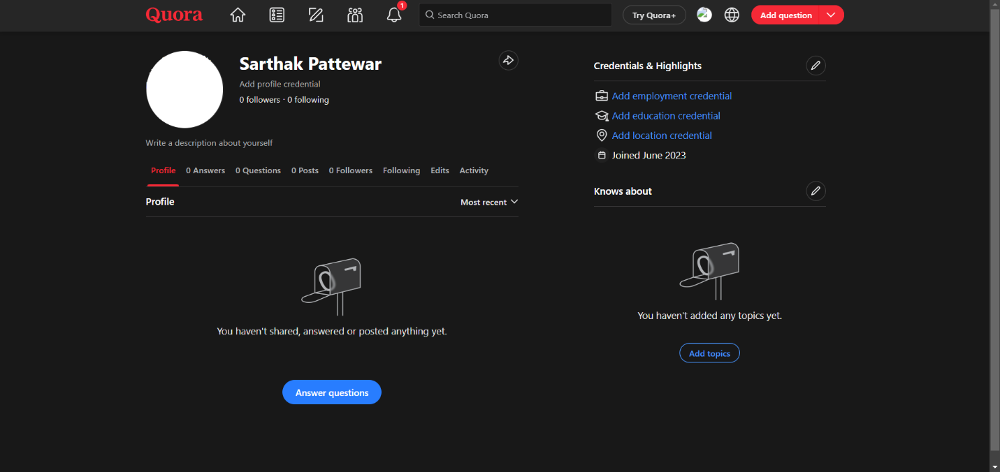 Quora
1
Search Quora
Try Quora+
Add question
Sarthak Pattewar
Add profile credential
0 followers · 0 following
Write a description about yourself
Profile 0 Answers 0 Questions 0 Posts 0 Followers Following Edits Activity
Profile
Most recent
You haven't shared, answered or posted anything yet.
Answer questions
Credentials & Highlights
Add employment credential
Add education credential
Add location credential
Joined June 2023
Knows about
You haven't added any topics yet.
Add topics